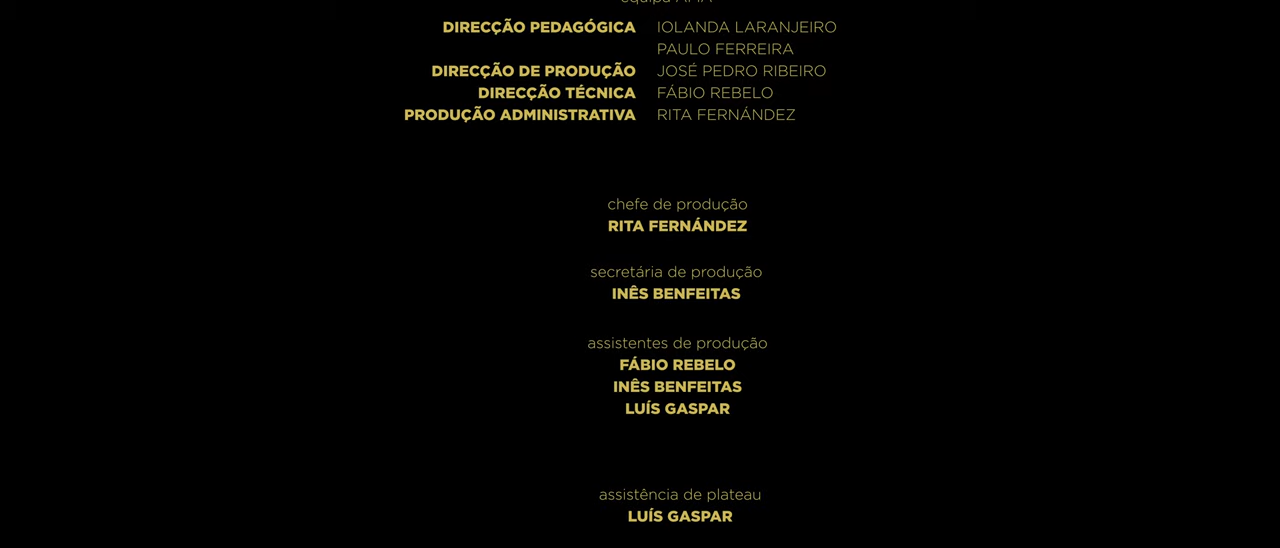 equipa
DIRECÇÃO PEDAGÓGICA IOLANDA LARANJEIRO
PAULO FERREIRA
DIRECÇÃO DE PRODUÇÃO JOSÉ PEDRO RIBEIRO
DIRECÇÃO TÉCNICA FÁBIO REBELO
PRODUÇÃO ADMINISTRATIVA RITA FERNÁNDEZ
chefe de produção
RITA FERNÁNDEZ
secretária de produção
INÊS BENFEITAS
assistentes de produção
FÁBIO REBELO
INÊS BENFEITAS
LUÍS GASPAR
assistência de plateau
LUÍS GASPAR